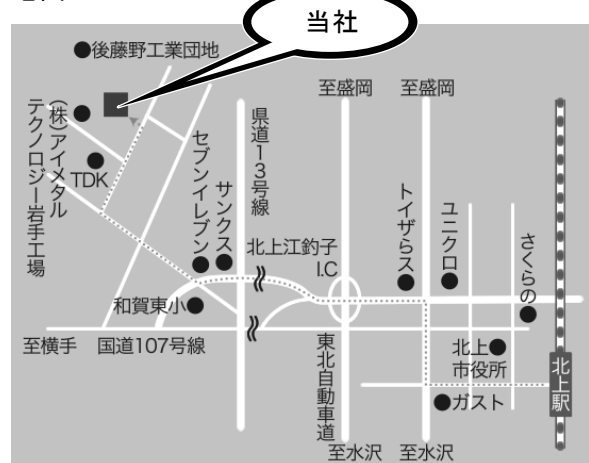 当社
●後藤野工業団地
至盛岡
至盛岡
(株)アイメタル
テクノロジー岩手工場
TDK
セブンイレブン
サンクス
県道13号線
北上江釣子
I.C
トイザらス
ユニクロ
さくらの
和賀東小●
至横手
国道107号線
東北自動車道
北上●
市役所
●ガスト
北上駅
至水沢
至水沢